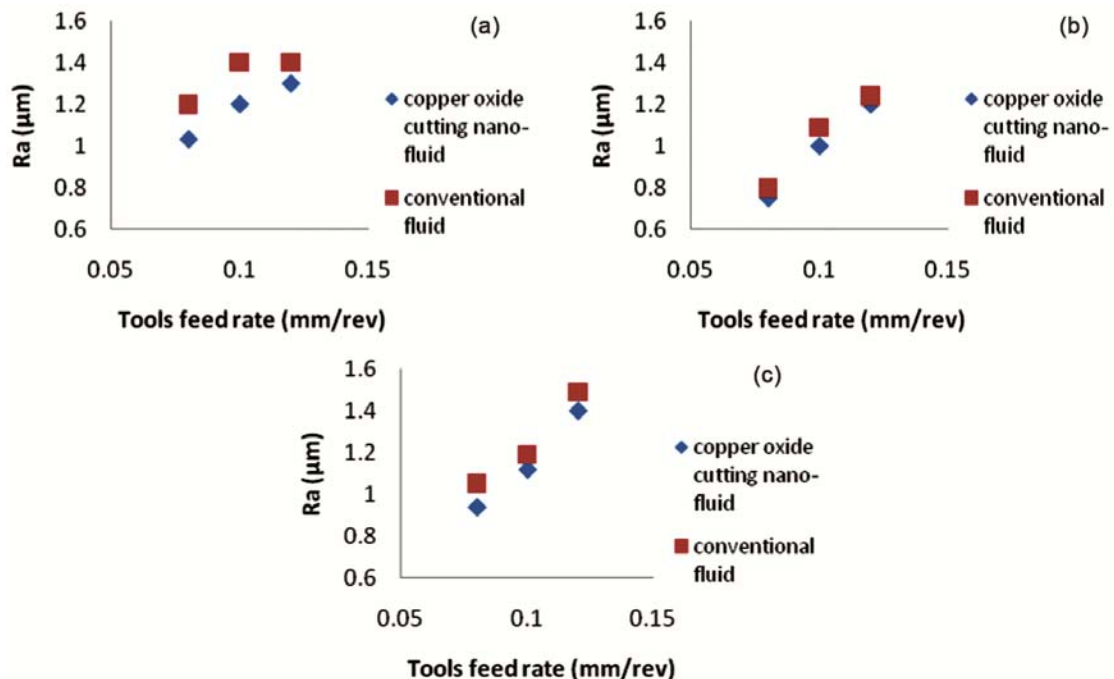 (a)
1.6
1.4
1.2
1
0.8
0.6
Ra (µm)
0.05 0.1 0.15
Tools feed rate (mm/rev)
copper oxide
cutting nano-
fluid
conventional
fluid
(b)
1.6
1.4
1.2
1
0.8
0.6
Ra (µm)
0.05 0.1 0.15
Tools feed rate (mm/rev)
copper oxide
cutting nano-
fluid
conventional
fluid
(c)
1.6
1.4
1.2
1
0.8
0.6
Ra (µm)
0.05 0.1 0.15
Tools feed rate (mm/rev)
copper oxide
cutting nano-
fluid
conventional
fluid